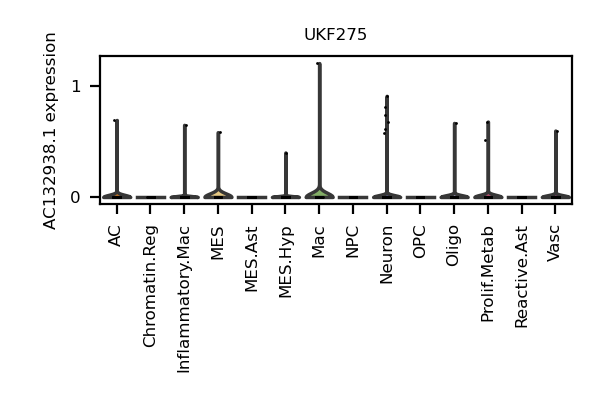 UKF275
AC132938.1 expression
1
0
AC
Chromatin.Reg
Inflammatory.Mac
MES
MES.Ast
MES.Hyp
Mac
NPC
Neuron
OPC
Oligo
Prolif.Metab
Reactive.Ast
Vasc